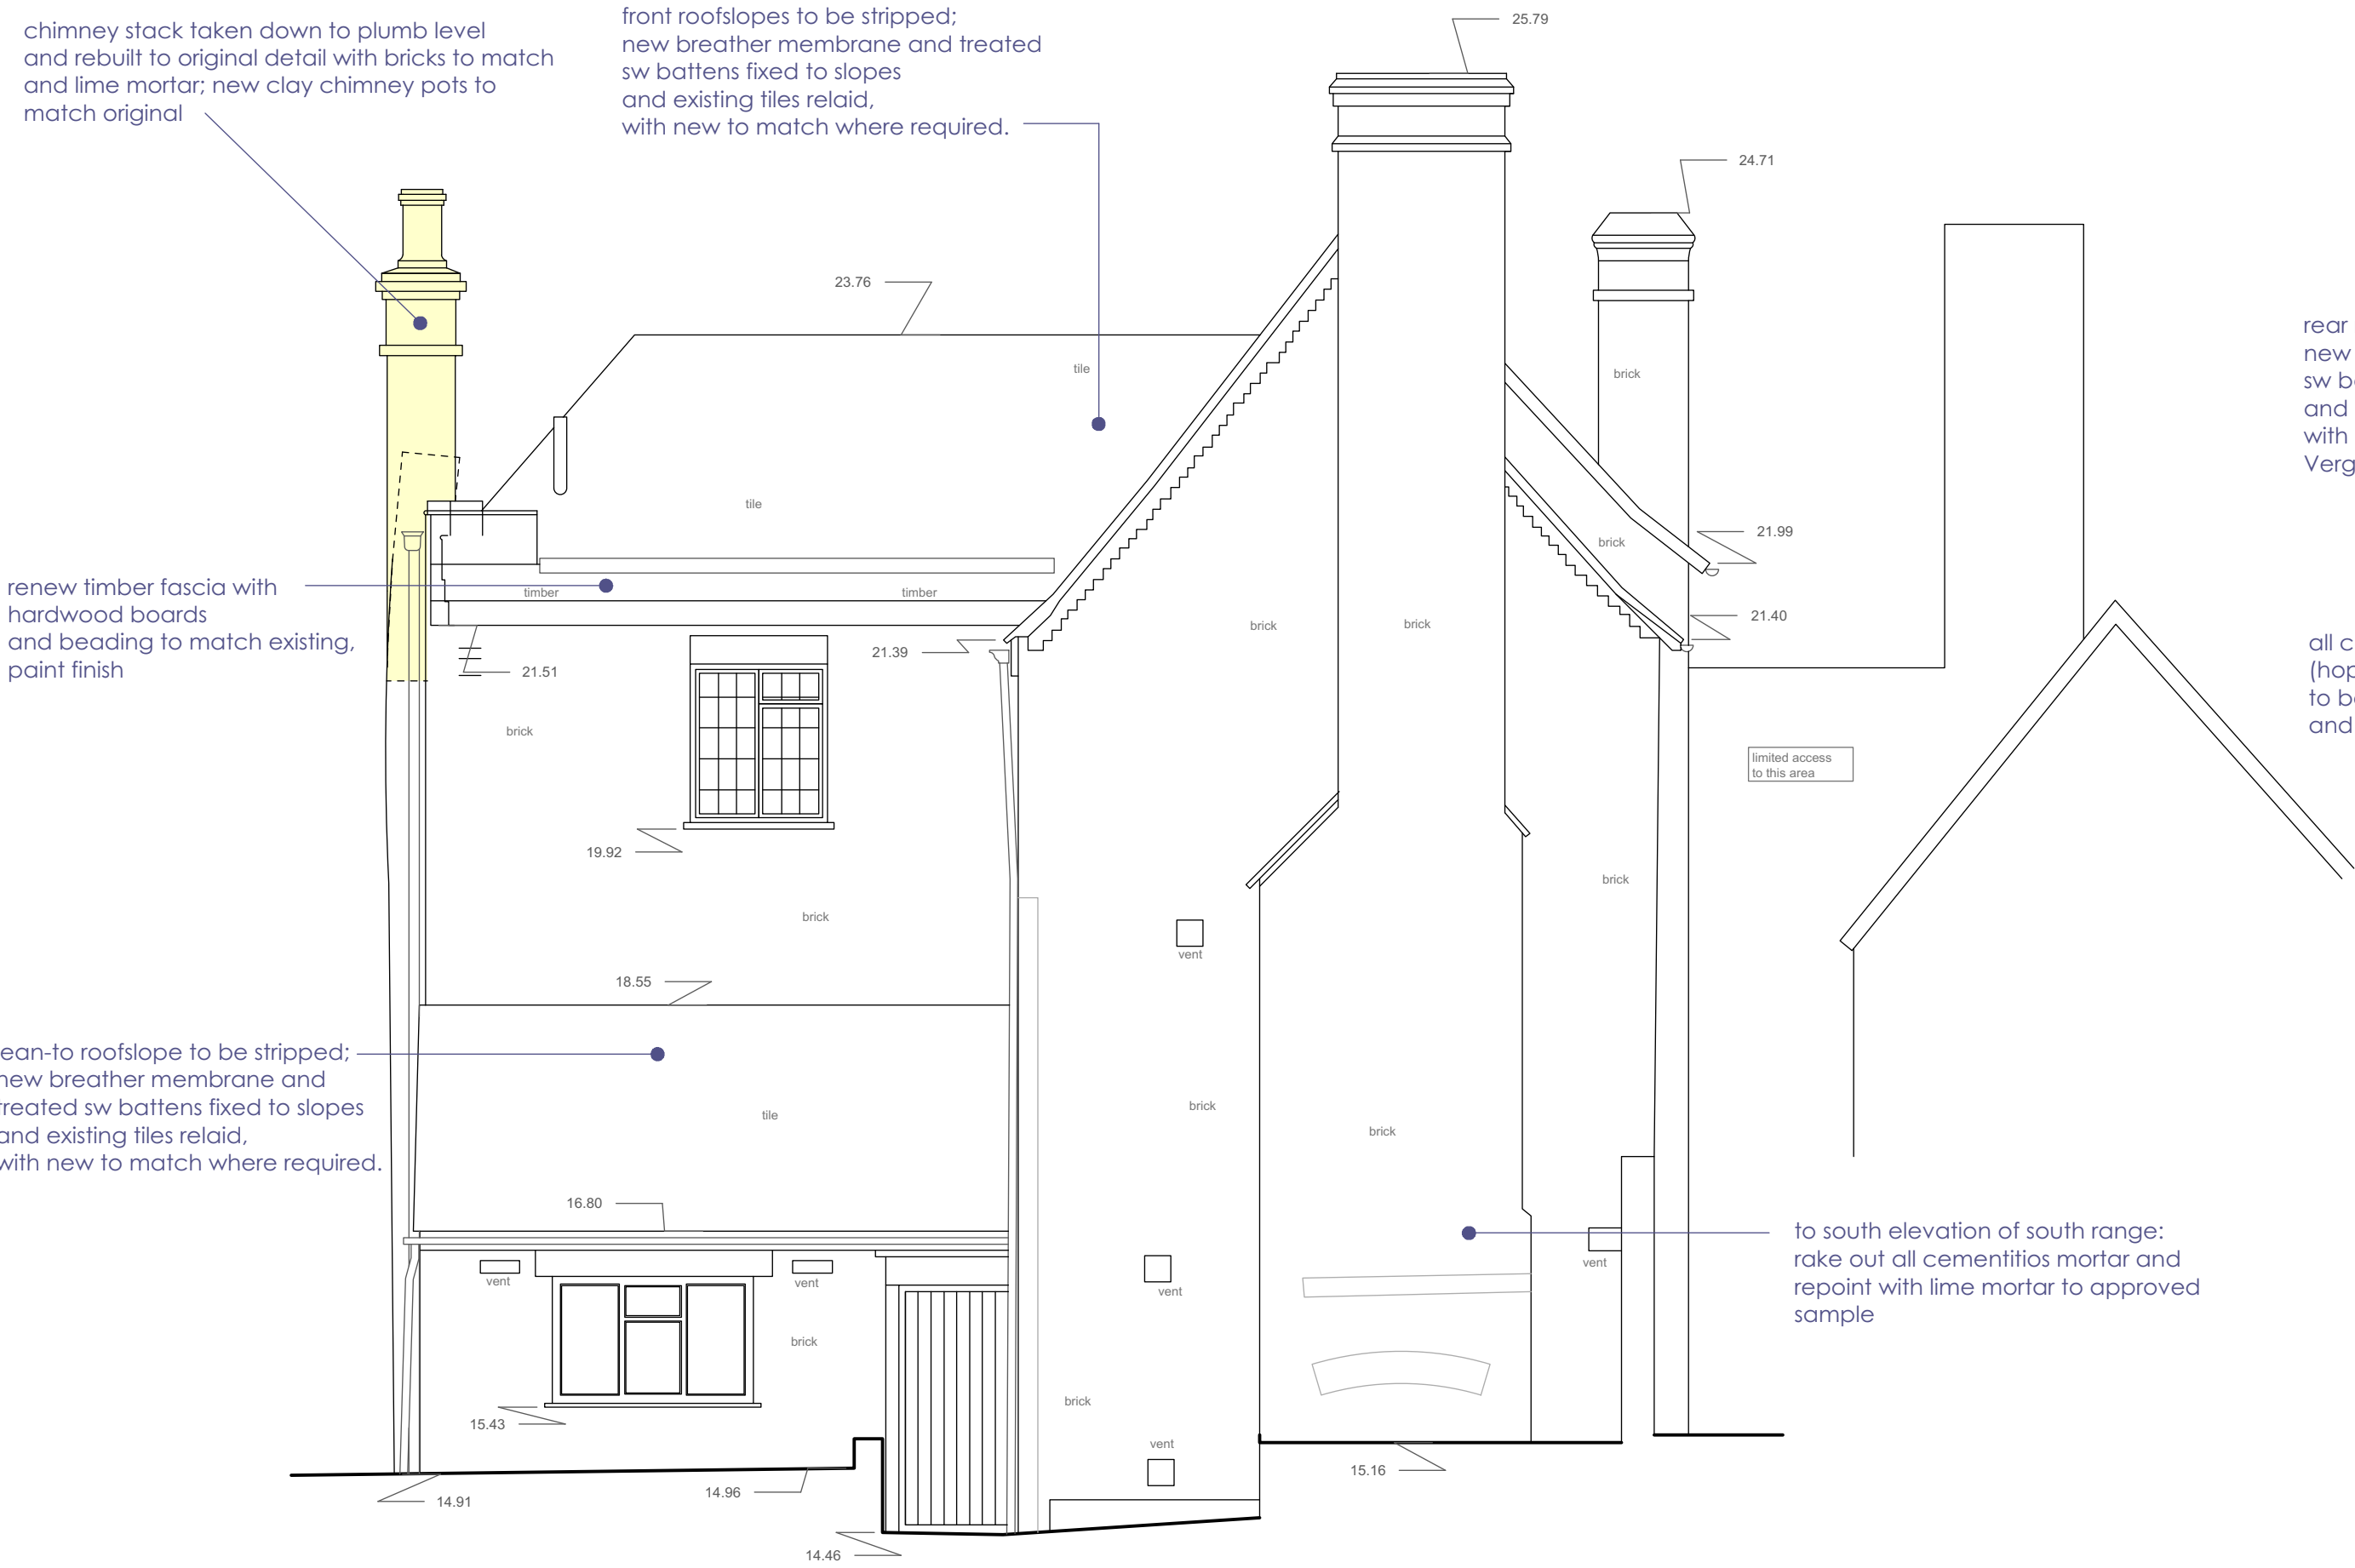 chimney stack taken down to plumb level
and rebuilt to original detail with bricks to match
and lime mortar; new clay chimney pots to
match original
front roofslopes to be stripped;
new breather membrane and treated
sw battens fixed to slopes
and existing tiles relaid,
with new to match where required.
25.79
24.71
23.76
tile
brick
rear
new
and
with
tile
21.99
brick
renew timber fascia with
hardwood boards
and beading to match existing,
paint finish
timber
timber
21.40
brick
brick
21.39
21.51
all
and
brick
limited access
to this area
19.92
brick
brick
vent
18.55
ean-to roofslope to be stripped;
new breather membrane and
treated sw battens fixed to slopes
and existing tiles relaid,
with new to match where required.
tile
brick
brick
16.80
to south elevation of south range:
rake out all cementitios mortar and
repoint with lime mortar to approved
sample
vent
vent
vent
vent
brick
brick
15.43
vent
15.16
14.91
14.96
14.46